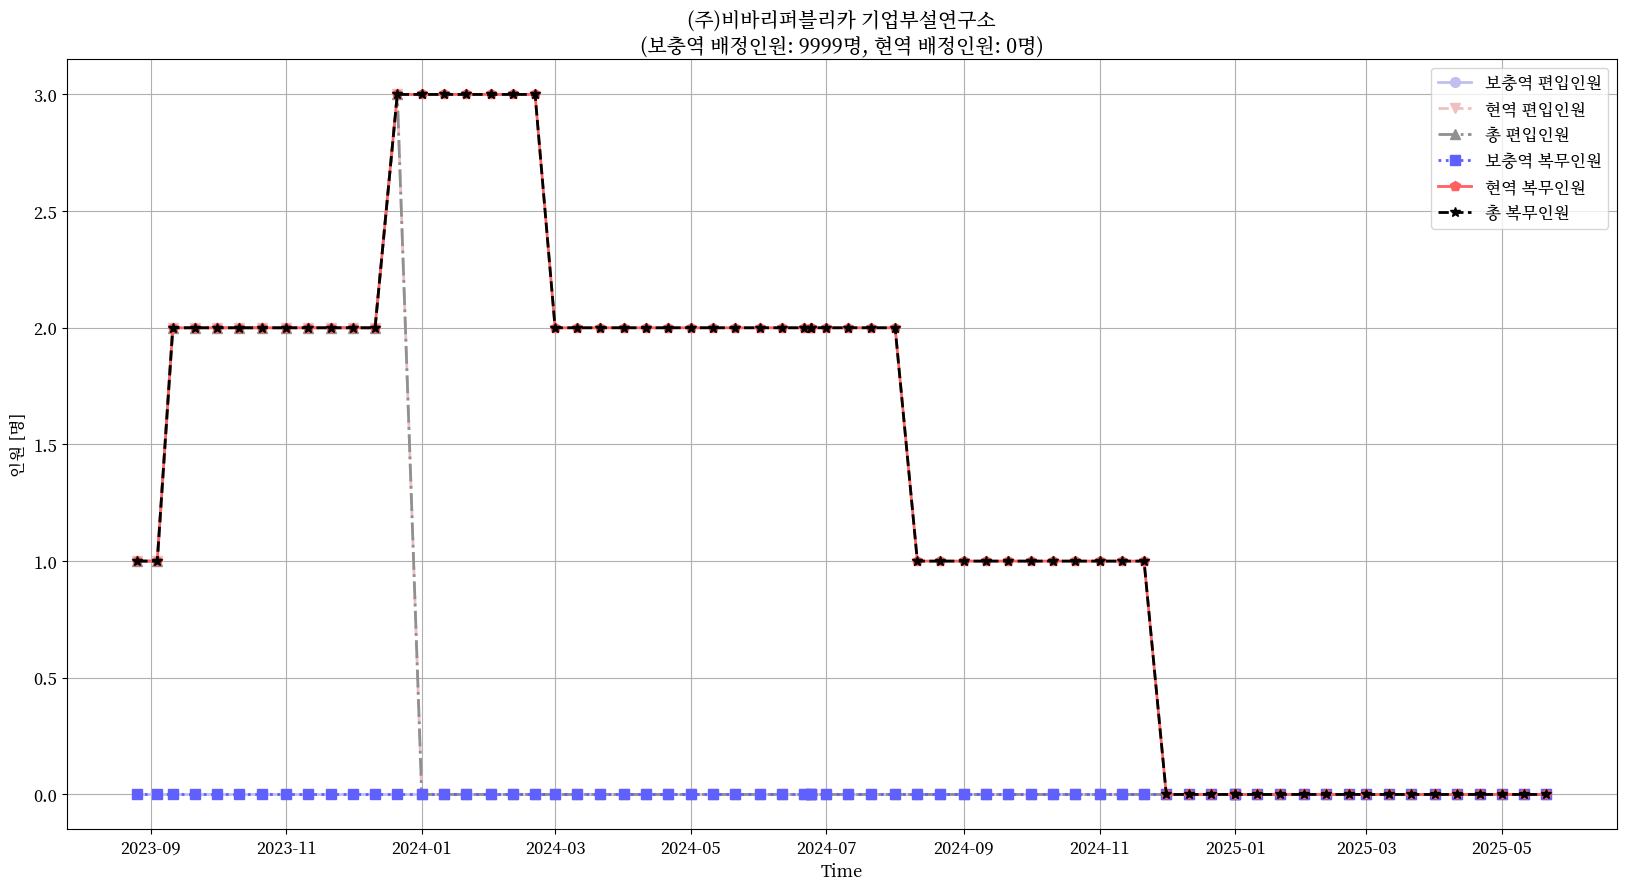 (주)비바리퍼블리카 기업부설연구소
(보충역 배정인원: 9999명, 현역 배정인원: 0명)
보충역 편입인원
현역 편입인원
총 편입인원
보충역 복무인원
현역 복무인원
총 복무인원
인원 [명]
3.0
2.5
2.0
1.5
1.0
0.5
0.0
2023-09
2023-11
2024-01
2024-03
2024-05
2024-07
2024-09
2024-11
2025-01
2025-03
2025-05
Time